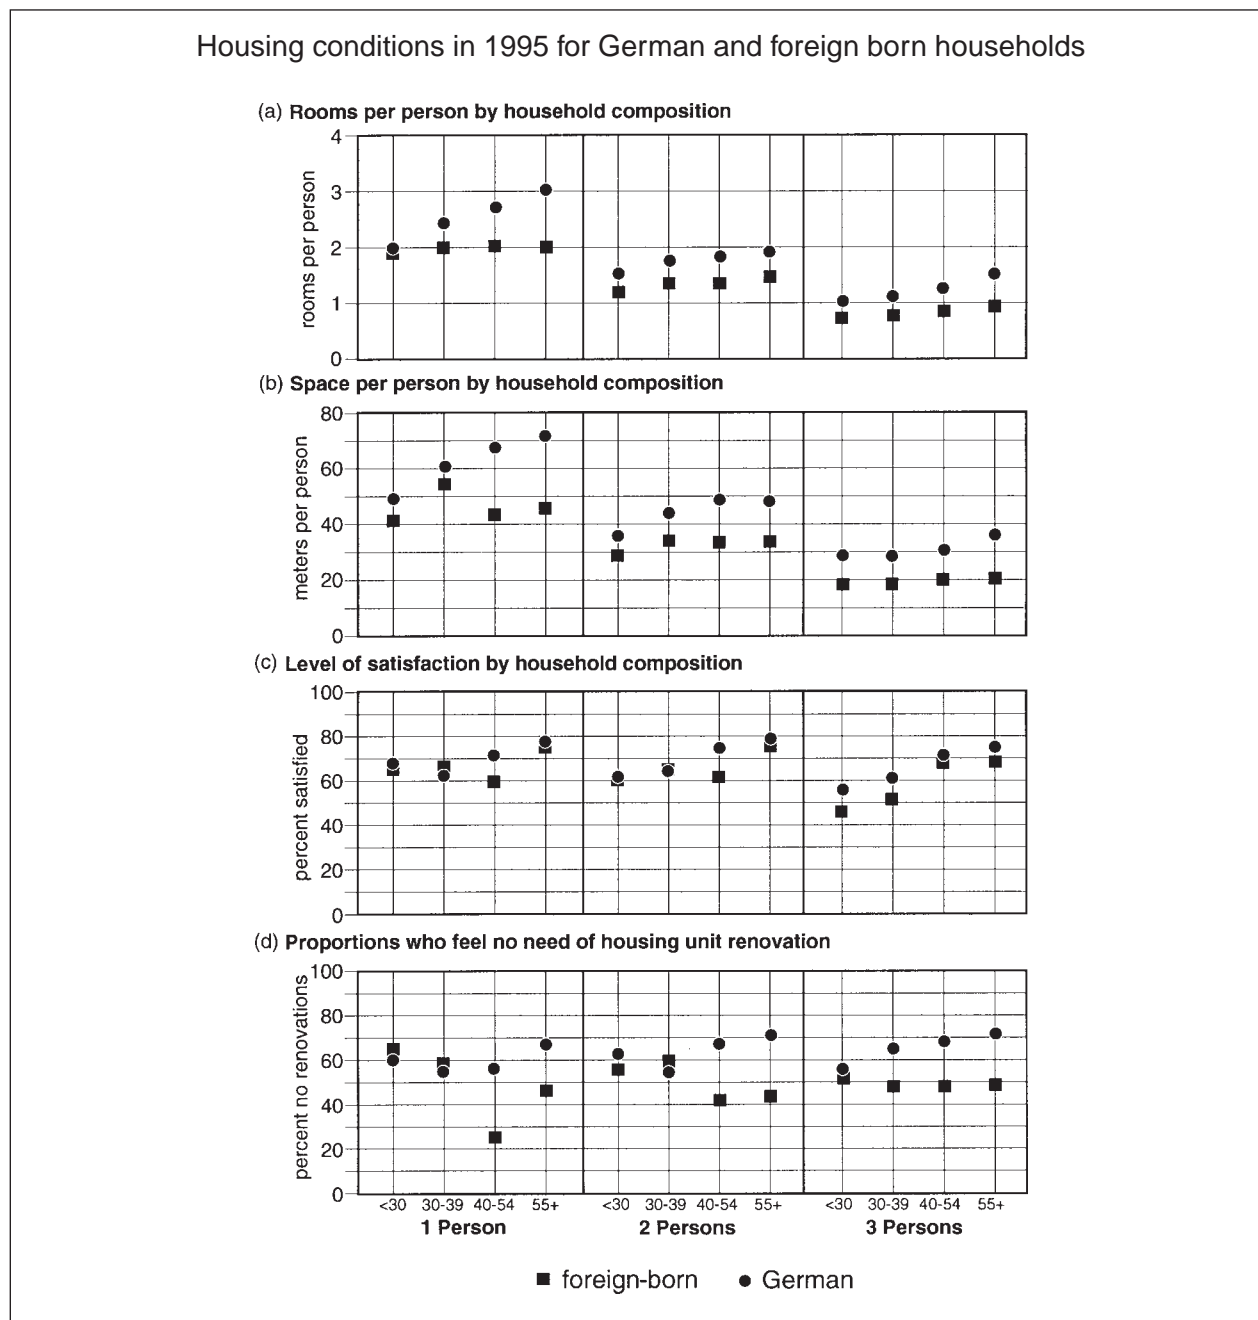 Housing conditions in 1995 for German and foreign born households
(a) Rooms per person by household composition
rooms per person
4
3
2
1
0
(b) Space per person by household composition
meters per person
80
60
40
20
0
(c) Level of satisfaction by household composition
percent satisfied
100
80
60
40
20
0
(d) Proportions who feel no need of housing unit renovation
percent no renovations
100
80
60
40
20
0
<30 30-39 40-54 55+ <30 30-39 40-54 55+ <30 30-39 40-54 55+
1 Person 2 Persons 3 Persons
foreign-born German